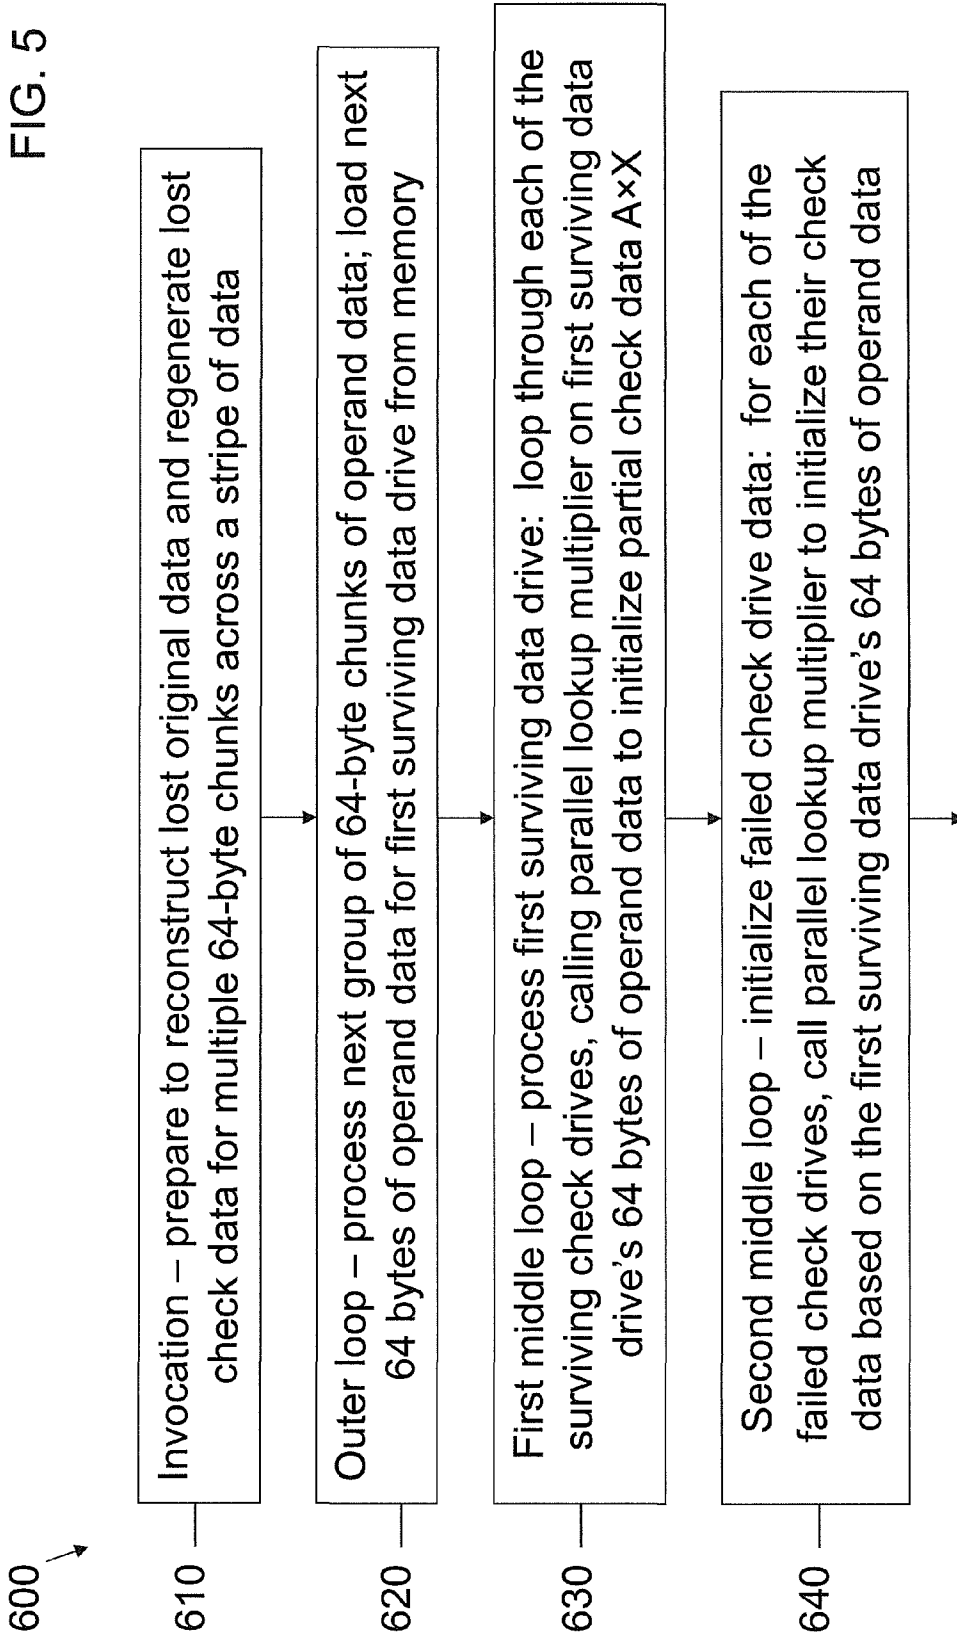 FIG. 5
600
610
Invocation – prepare to reconstruct lost original data and regenerate lost
check data for multiple 64-byte chunks across a stripe of data
620
Outer loop – process next group of 64-byte chunks of operand data; load next
64 bytes of operand data for first surviving data drive from memory
630
First middle loop – process first surviving data drive: loop through each of the
surviving check drives, calling parallel lookup multiplier on first surviving data
drive's 64 bytes of operand data to initialize partial check data A×X
640
Second middle loop – initialize failed check drive data: for each of the
failed check drives, call parallel lookup multiplier to initialize their check
data based on the first surviving data drive's 64 bytes of operand data